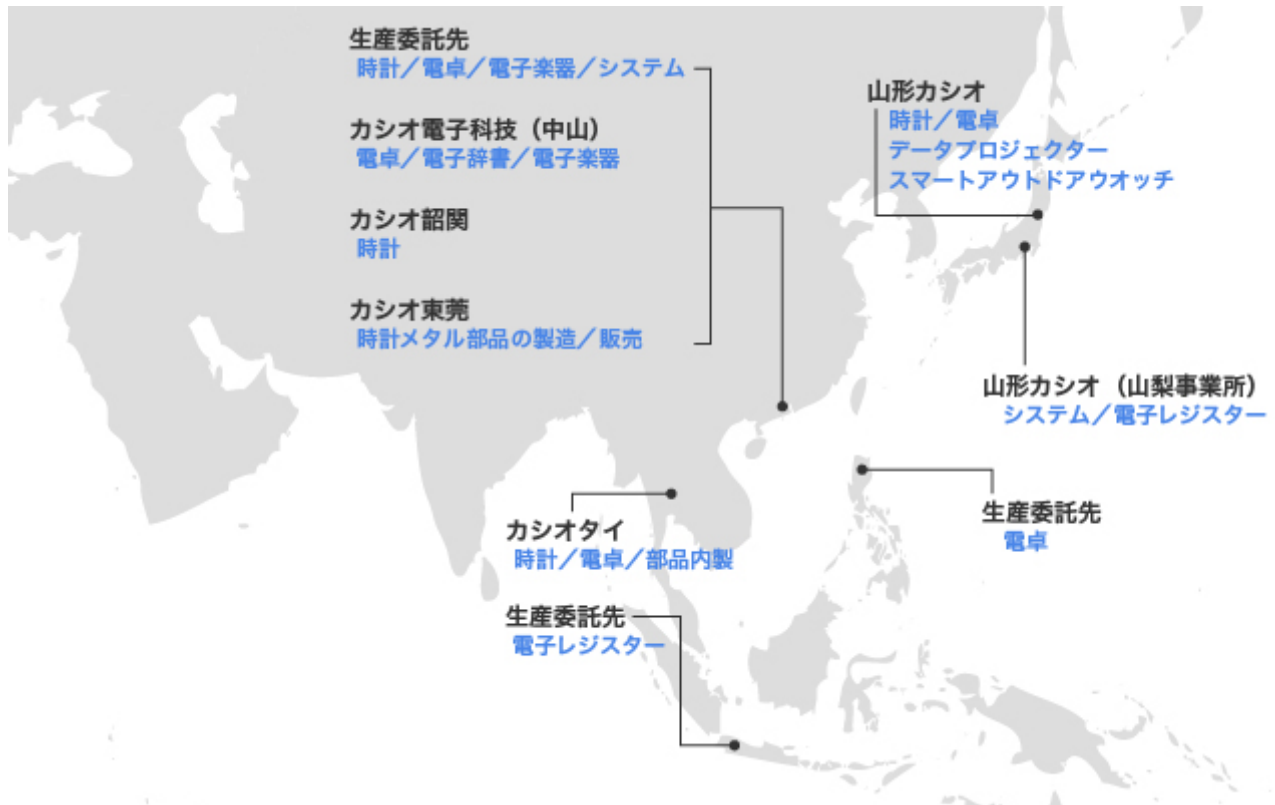 生産委託先
時計／電卓／電子楽器／システム
カシオ電子科技（中山）
電卓／電子辞書／電子楽器
カシオ韶関
時計
カシオ東莞
時計メタル部品の製造／販売
山形カシオ
時計／電卓
データプロジェクター
スマートアウトドアウオッチ
山形カシオ（山梨事業所）
システム／電子レジスター
生産委託先
電卓
カシオタイ
時計／電卓／部品内製
生産委託先
電子レジスター